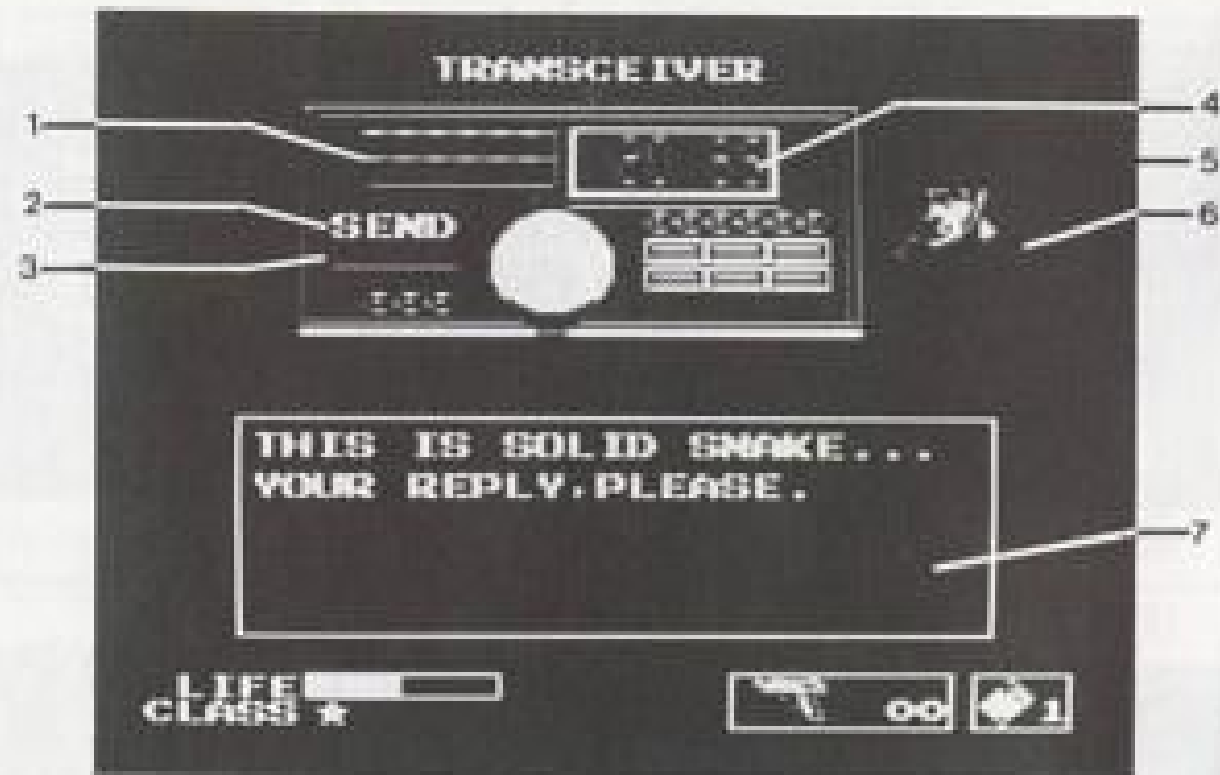 TRANSCEIVER
1
4
5
2
SEND
6
3
THIS IS SOLID SNAKE...
YOUR REPLY,PLEASE.
7
LIFE
CLASS ★
00
1